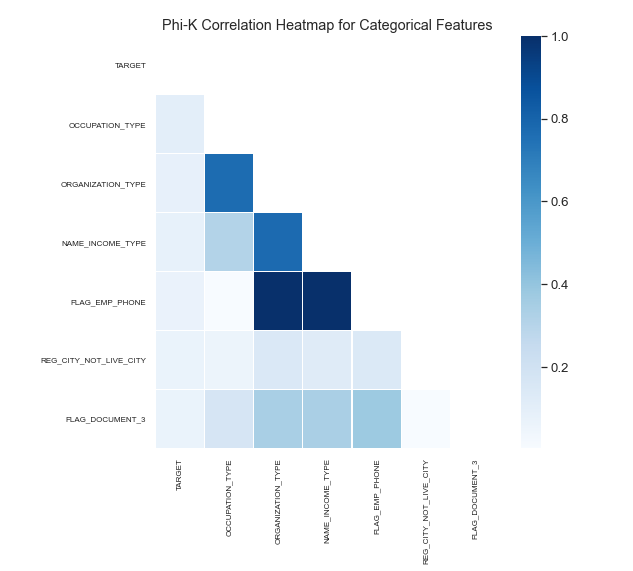 Phi-K Correlation Heatmap for Categorical Features
TARGET
OCCUPATION_TYPE
ORGANIZATION_TYPE
NAME_INCOME_TYPE
FLAG_EMP_PHONE
REG_CITY_NOT_LIVE_CITY
FLAG_DOCUMENT_3
TARGET
OCCUPATION_TYPE
ORGANIZATION_TYPE
NAME_INCOME_TYPE
FLAG_EMP_PHONE
REG_CITY_NOT_LIVE_CITY
FLAG_DOCUMENT_3
1.0
0.8
0.6
0.4
0.2